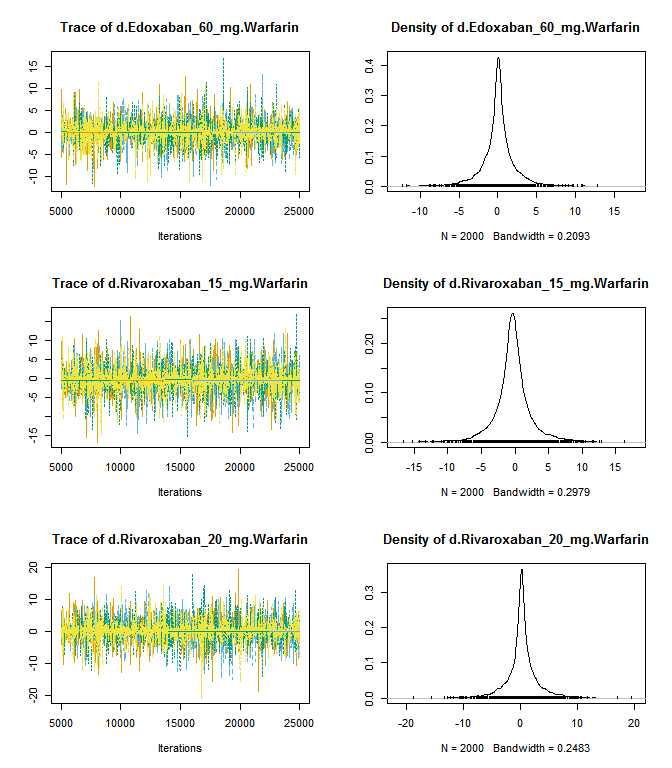 Trace of d.Edoxaban_60_mg.Warfarin
15
10
5
0
-5
-10
5000 10000 15000 20000 25000
Iterations
Density of d.Edoxaban_60_mg.Warfarin
0.4
0.3
0.2
0.1
0.0
-10 -5 0 5 10 15
N = 2000 Bandwidth = 0.2093
Trace of d.Rivaroxaban_15_mg.Warfarin
10
5
0
-5
-15
5000 10000 15000 20000 25000
Iterations
Density of d.Rivaroxaban_15_mg.Warfarin
0.20
0.10
0.00
-15 -10 -5 0 5 10 15
N = 2000 Bandwidth = 0.2979
Trace of d.Rivaroxaban_20_mg.Warfarin
20
10
0
-10
-20
5000 10000 15000 20000 25000
Iterations
Density of d.Rivaroxaban_20_mg.Warfarin
0.3
0.2
0.1
0.0
-20 -10 0 10 20
N = 2000 Bandwidth = 0.2483